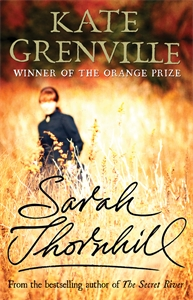 KATE
GRENVILLE
WINNER OF THE ORANGE PRIZE
Sarah
Thornhill
From the bestselling author of The Secret River